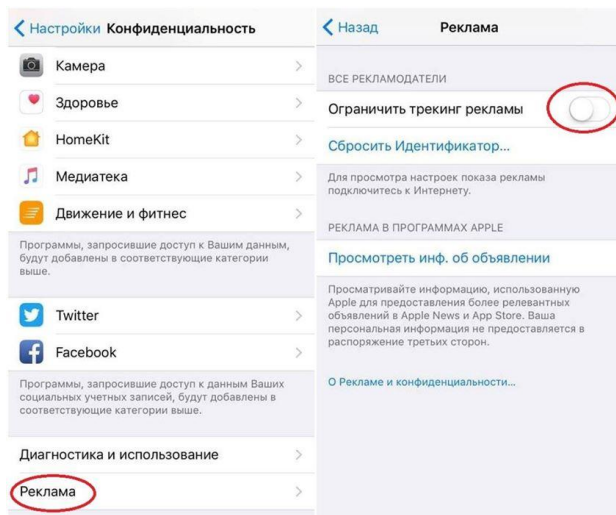 Настройки Конфиденциальность
Камера
Здоровье
HomeKit
Медиатека
Движение и фитнес
Программы, запросившие доступ к Вашим данным,
будут добавлены в соответствующие категории
выше.
Twitter
Facebook
Программы, запросившие доступ к данным Ваших
социальных учетных записей, будут добавлены в
соответствующие категории выше.
Диагностика и использование
Реклама
Назад Реклама
ВСЕ РЕКЛАМОДАТЕЛИ
Ограничить трекинг рекламы
Сбросить Идентификатор...
Для просмотра настроек показа рекламы
подключитесь к Интернету.
РЕКЛАМА В ПРОГРАММАХ APPLE
Просмотреть инф. об объявлении
Просматривайте информацию, использованную
Apple для предоставления более релевантных
объявлений в Apple News и App Store. Ваша
персональная информация не предоставляется в
распоряжение третьих сторон.
О Рекламе и конфиденциальности...